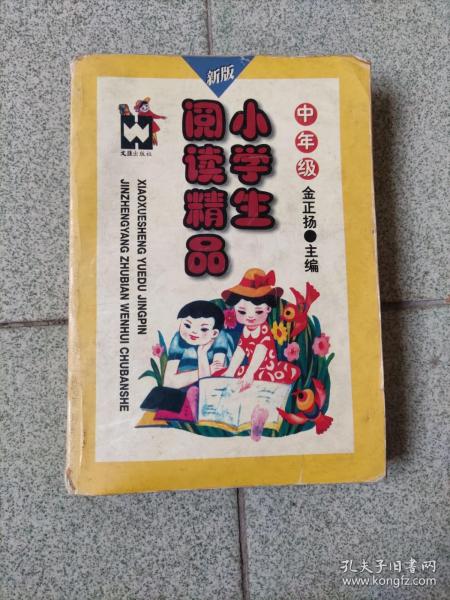 新版
文汇出版社
小学生
阅读精品
中年级
金正扬●主编
XIAOXUESHENG YUEDU JINGPIN
JINZHENGYANG ZHUBIAN WENHUI CHUBANSHE
孔夫子旧书网
www.kongfz.com